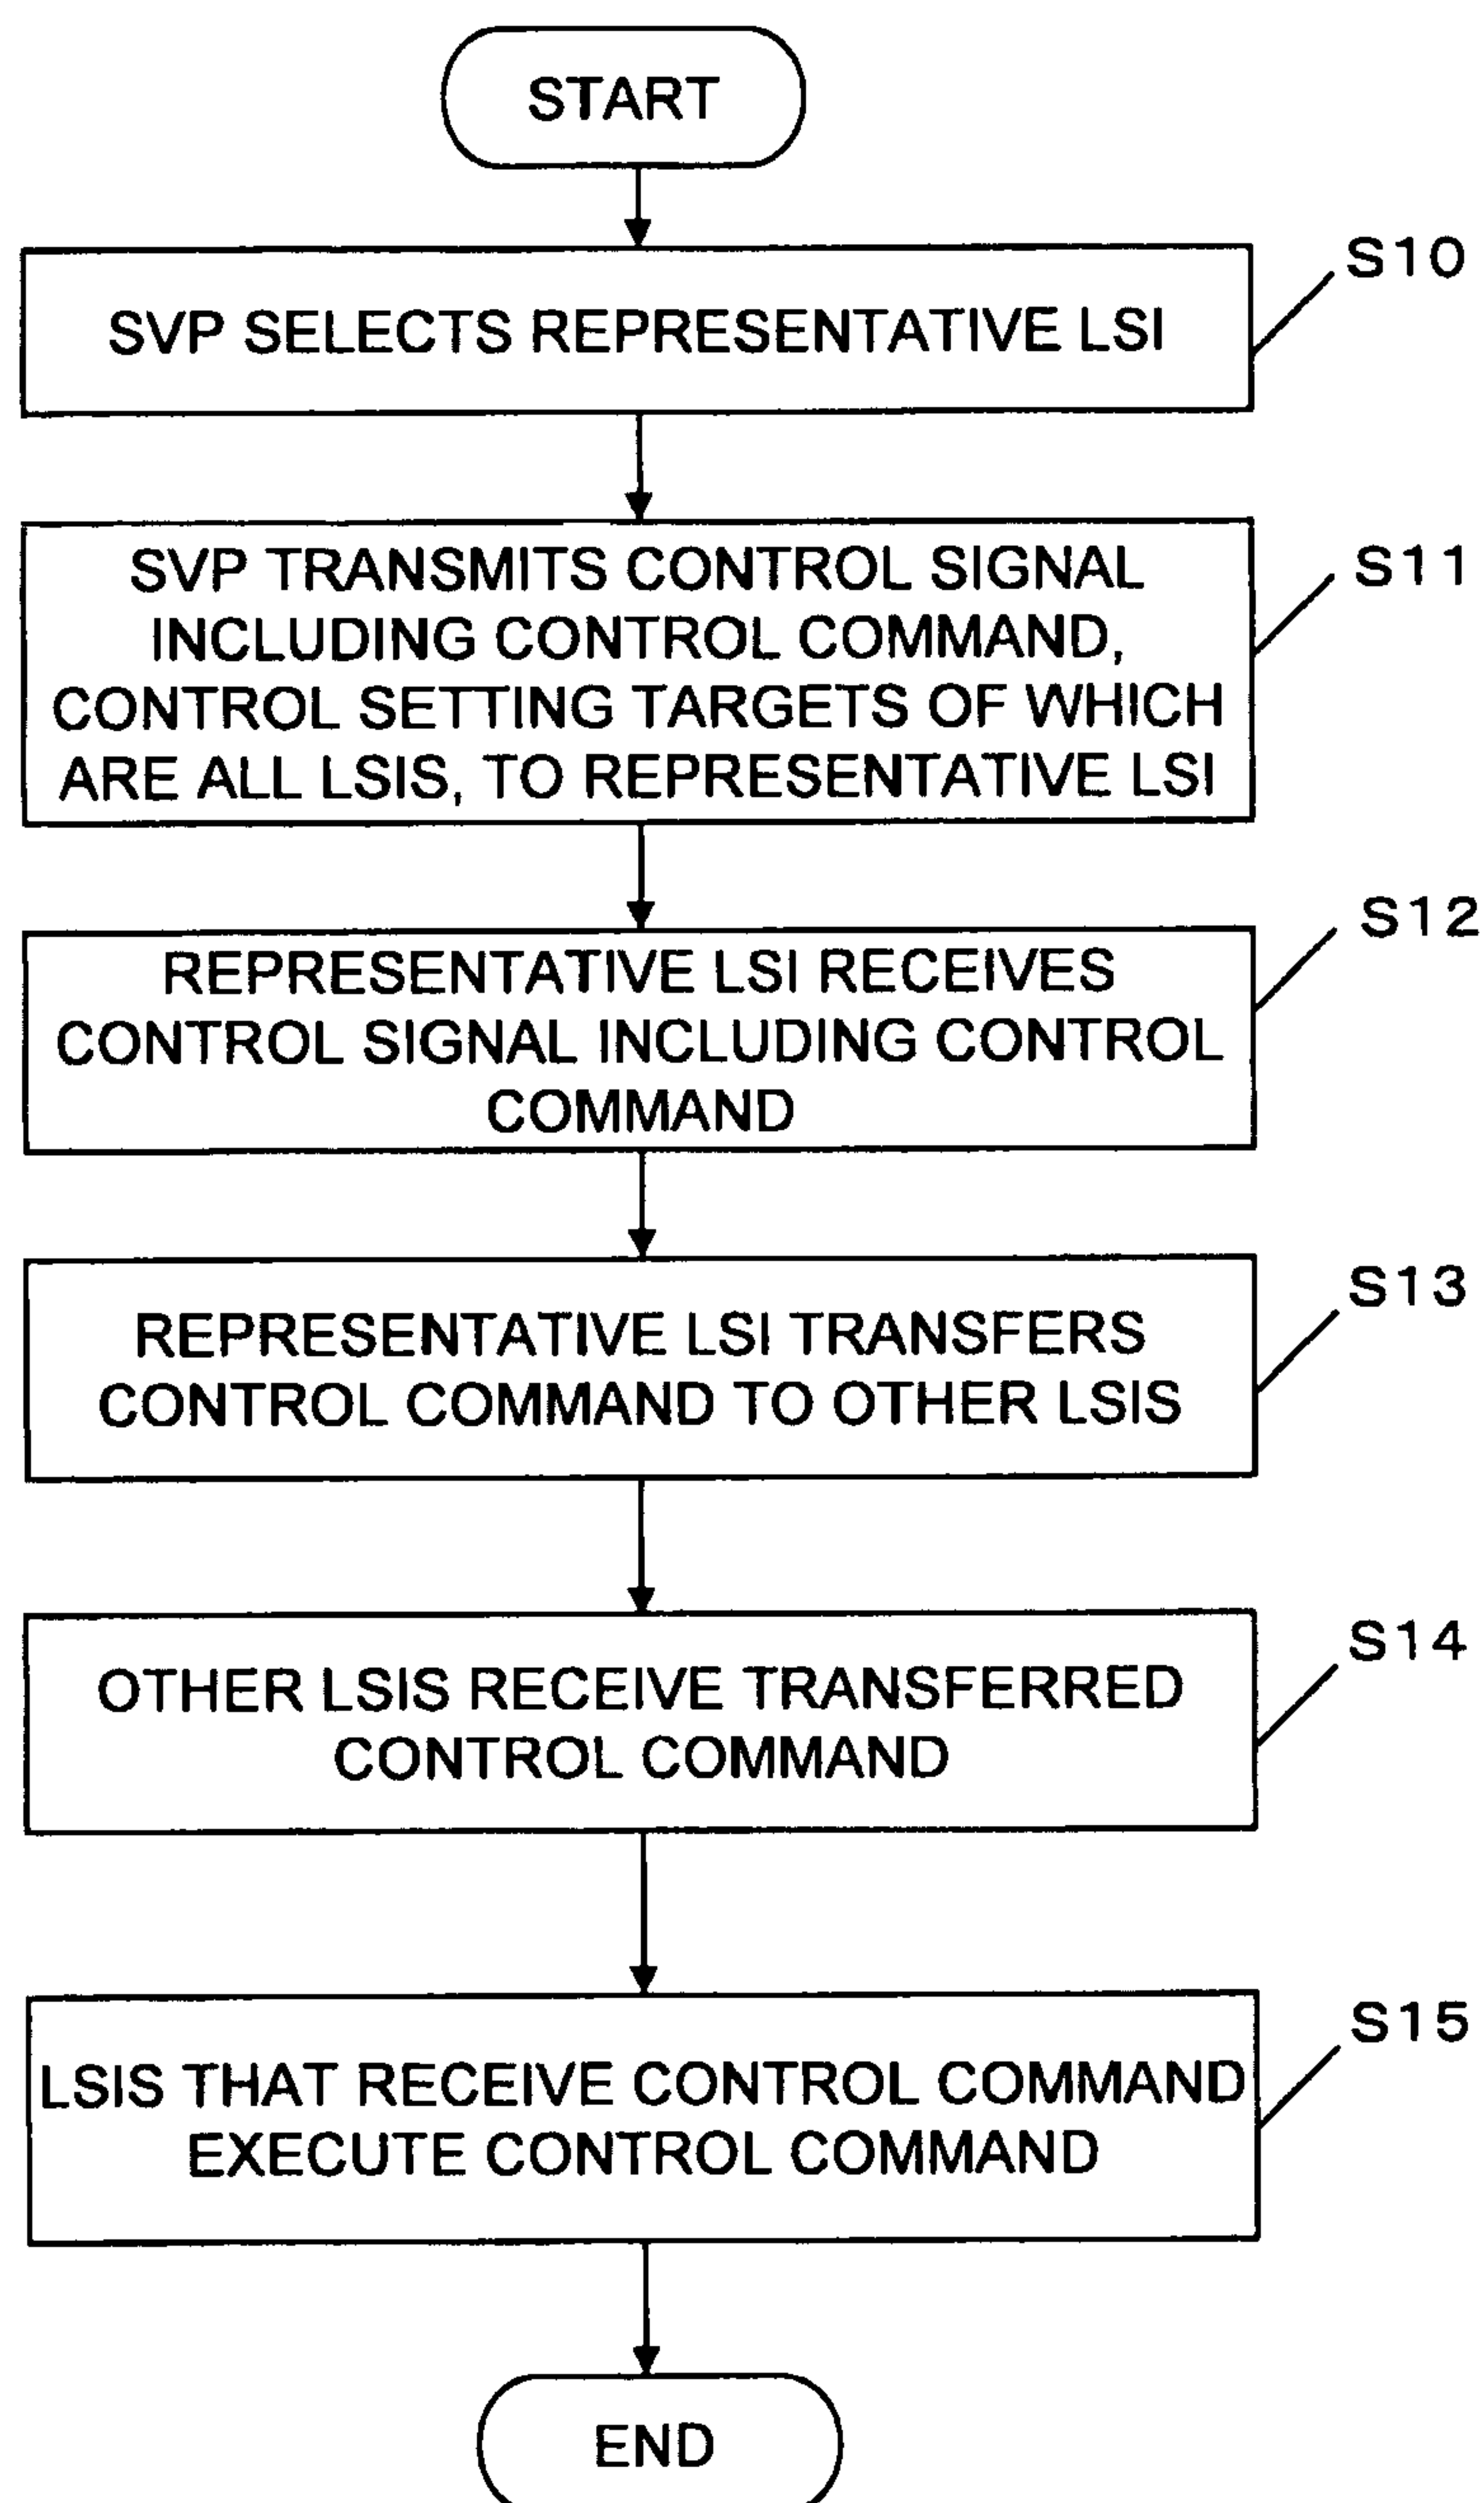 START
S10
SVP SELECTS REPRESENTATIVE LSI
S11
SVP TRANSMITS CONTROL SIGNAL
INCLUDING CONTROL COMMAND,
CONTROL SETTING TARGETS OF WHICH
ARE ALL LSIS, TO REPRESENTATIVE LSI
S12
REPRESENTATIVE LSI RECEIVES
CONTROL SIGNAL INCLUDING CONTROL
COMMAND
S13
REPRESENTATIVE LSI TRANSFERS
CONTROL COMMAND TO OTHER LSIS
S14
OTHER LSIS RECEIVE TRANSFERRED
CONTROL COMMAND
S15
LSIS THAT RECEIVE CONTROL COMMAND
EXECUTE CONTROL COMMAND
END